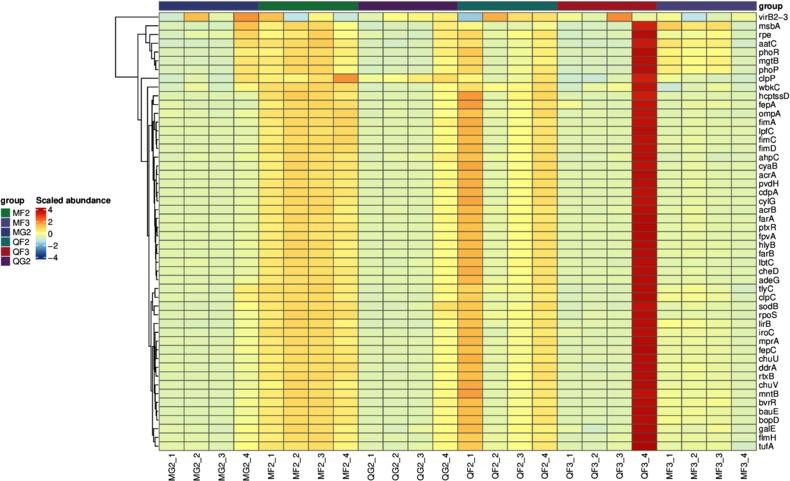 group
virB2-3
msbA
rpe
aatC
phoR
mgtB
phoP
clpP
wbkC
hcptssD
fepA
ompA
fimA
lpfC
fimC
fimD
ahpC
cyaB
acrA
pvdH
cdpA
cylG
acrB
farA
ptxR
fpvA
hlyB
farB
lbtC
cheD
adeG
tlyC
clpC
sodB
rpoS
lirB
iroC
mprA
fepC
chuU
ddrA
rtxB
chuV
mntB
bvrR
bauE
bopD
galE
flmH
tufA
group
MF2
MF3
MG2
QF2
QF3
QG2
Scaled abundance
4
2
0
−2
−4
MG2_1
MG2_2
MG2_3
MG2_4
MF2_1
MF2_2
MF2_3
MF2_4
QG2_1
QG2_2
QG2_3
QG2_4
QF2_1
QF2_2
QF2_3
QF2_4
QF3_1
QF3_2
QF3_3
QF3_4
MF3_1
MF3_2
MF3_3
MF3_4